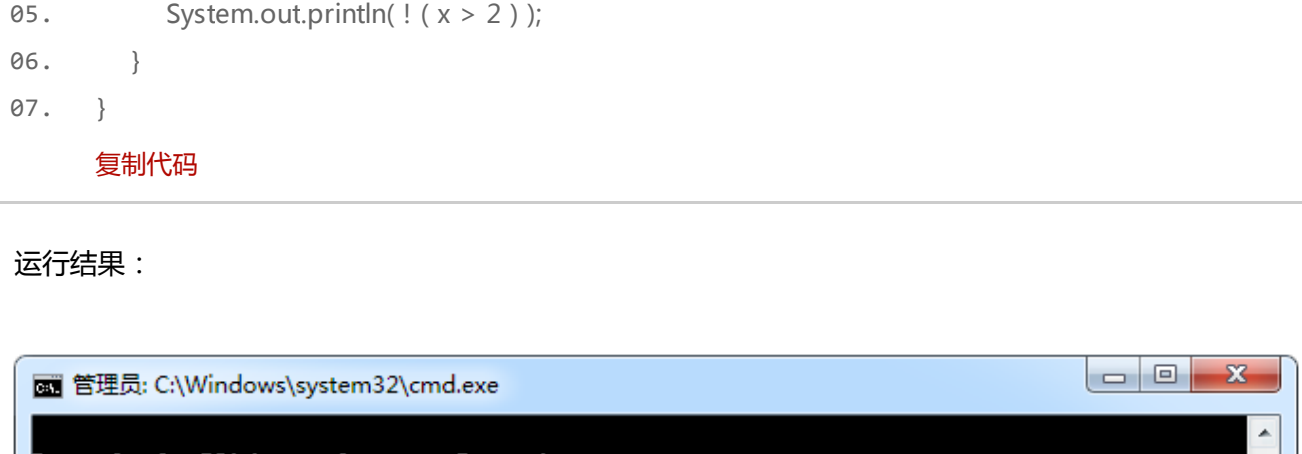 05. System.out.println( ! ( x > 2 ) );
06. }
07. }
复制代码
运行结果：
管理员: C:\Windows\system32\cmd.exe